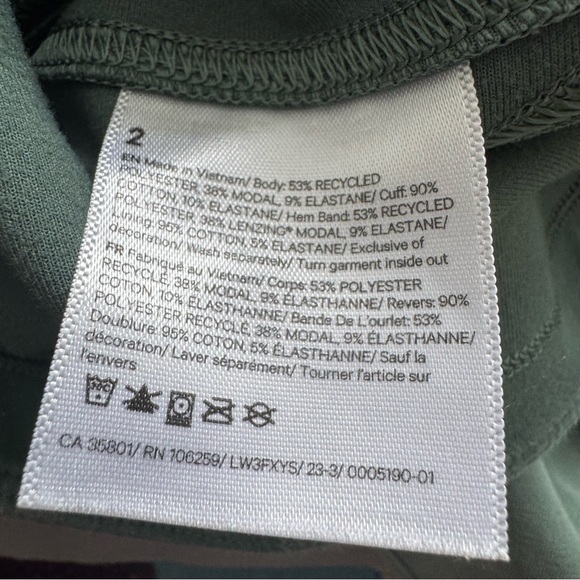 2
EN Made in Vietnam/ Body: 53% RECYCLED
POLYESTER, 38% MODAL, 9% ELASTANE/ Cuff: 90%
COTTON, 10% ELASTANE/ Hem Band: 53% RECYCLED
POLYESTER, 38% LENZING® MODAL, 9% ELASTANE/
Lining: 95% COTTON, 5% ELASTANE/ Exclusive of
decoration/ Wash separately/ Turn garment inside out
FR Fabriqué au Vietnam/ Corps: 53% POLYESTER
RECYCLÉ, 38% MODAL, 9% ÉLASTHANNE/ Revers: 90%
COTON, 10% ÉLASTHANNE/ Bande De L'ourlet: 53%
POLYESTER RECYCLÉ, 38% MODAL, 9% ÉLASTHANNE/
Doublure: 95% COTON, 5% ÉLASTHANNE/ Sauf la
décoration/ Laver séparément/ Tourner l'article sur
l'envers
CA 35801/ RN 106259/ LW3FXYS/ 23-3/ 0005190-01